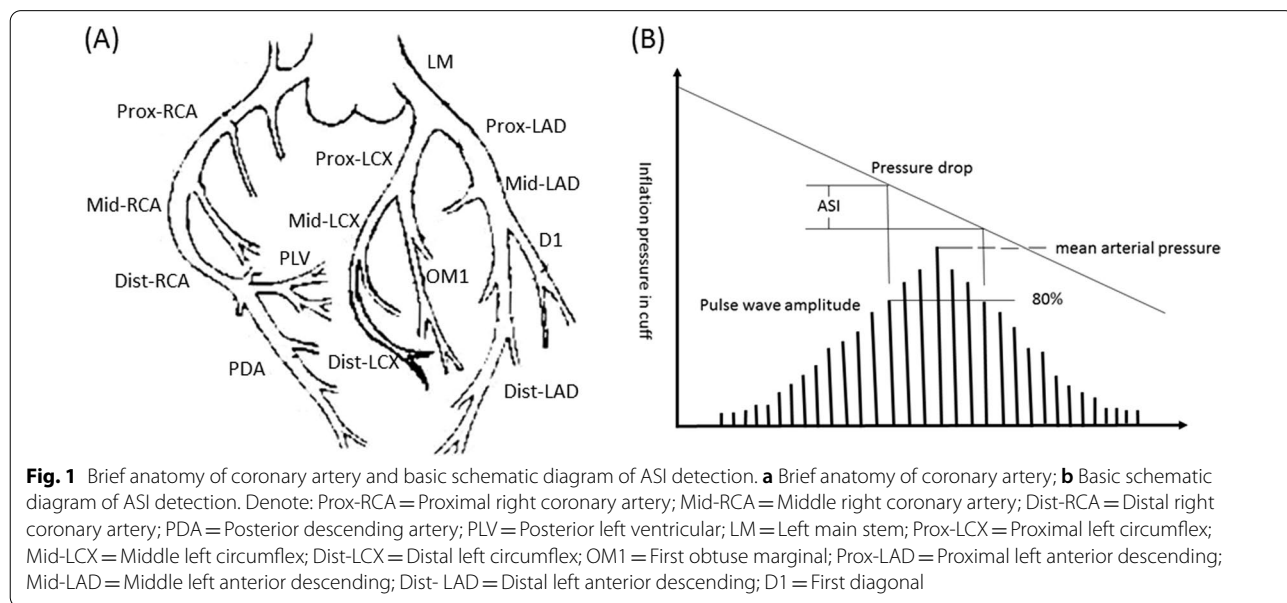 (A)
LM
Prox-RCA
Prox-LAD
Prox-LCX
Mid-LAD
Mid-RCA
Mid-LCX
D1
PLV
OM1
Dist-RCA
PDA
Dist-LCX
Dist-LAD
(B)
Inflation pressure in cuff
Pressure drop
ASI
mean arterial pressure
Pulse wave amplitude
80%
Fig. 1 Brief anatomy of coronary artery and basic schematic diagram of ASI detection. a Brief anatomy of coronary artery; b Basic schematic
diagram of ASI detection. Denote: Prox-RCA = Proximal right coronary artery; Mid-RCA = Middle right coronary artery; Dist-RCA = Distal right
coronary artery; PDA = Posterior descending artery; PLV = Posterior left ventricular; LM = Left main stem; Prox-LCX = Proximal left circumflex;
Mid-LCX = Middle left circumflex; Dist-LCX = Distal left circumflex; OM1 = First obtuse marginal; Prox-LAD = Proximal left anterior descending;
Mid-LAD = Middle left anterior descending; Dist- LAD = Distal left anterior descending; D1 = First diagonal